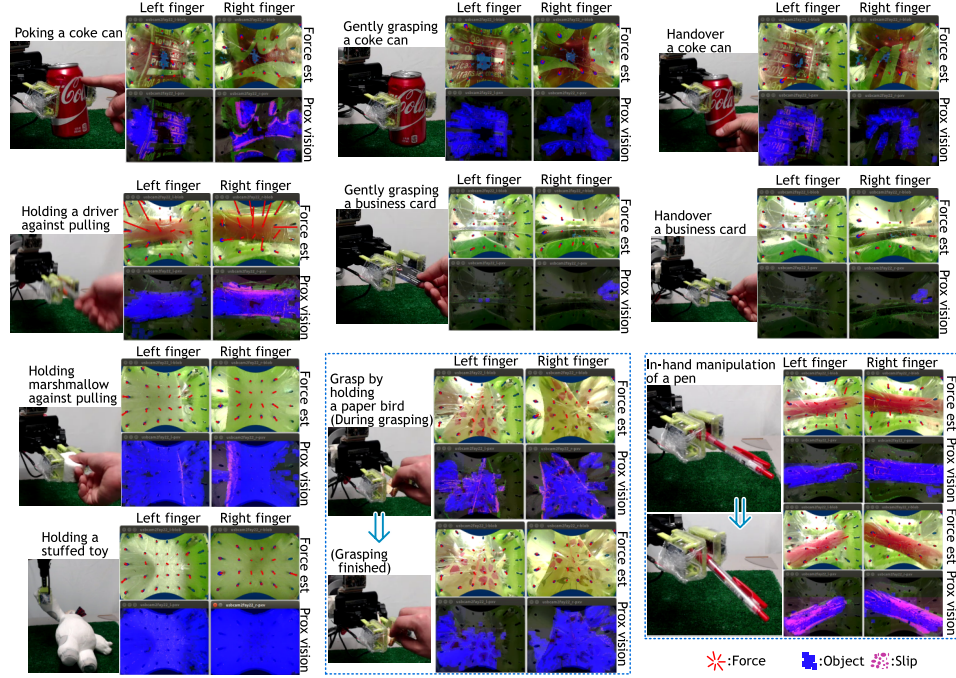 Poking a coke can
Left finger
Right finger
Force est
Prox vision
Gently grasping
a coke can
Left finger
Right finger
Force est
Prox vision
Handover
a coke can
Left finger
Right finger
Force est
Prox vision
Holding a driver
against pulling
Left finger
Right finger
Force est
Prox vision
Gently grasping
a business card
Left finger
Right finger
Force est
Prox vision
Handover
a business card
Left finger
Right finger
Force est
Prox vision
Holding
marshmallow
against pulling
Left finger
Right finger
Force est
Prox vision
Grasp by
holding
a paper bird
(During grasping)
Left finger
Right finger
Force est
Prox vision
(Grasping
finished)
Force est
Prox vision
In-hand manipulation
of a pen
Left finger
Right finger
Force est
Prox vision
Force est
Prox vision
Holding a
stuffed toy
Left finger
Right finger
Force est
Prox vision
:Force
:Object
:Slip